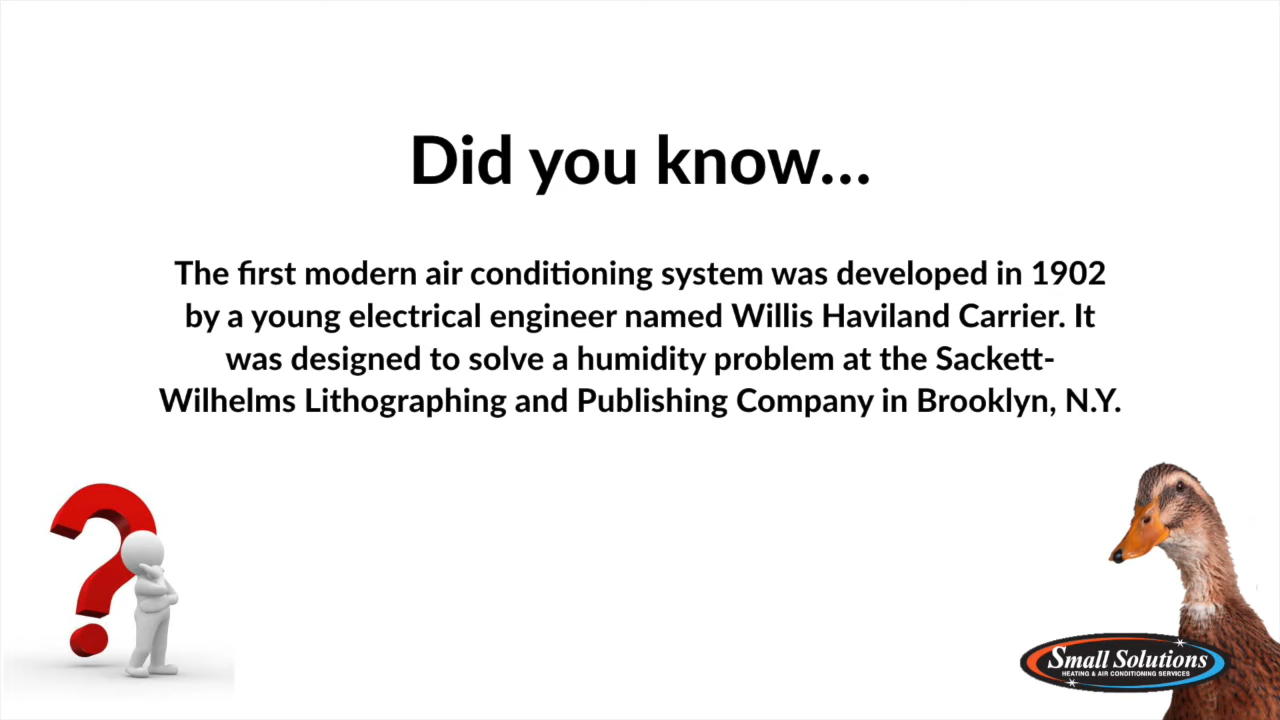 Did you know...
The first modern air conditioning system was developed in 1902
by a young electrical engineer named Willis Haviland Carrier. It
was designed to solve a humidity problem at the Sackett-
Wilhelms Lithographing and Publishing Company in Brooklyn, N.Y.
Small Solutions
HEATING & AIR CONDITIONING SERVICES